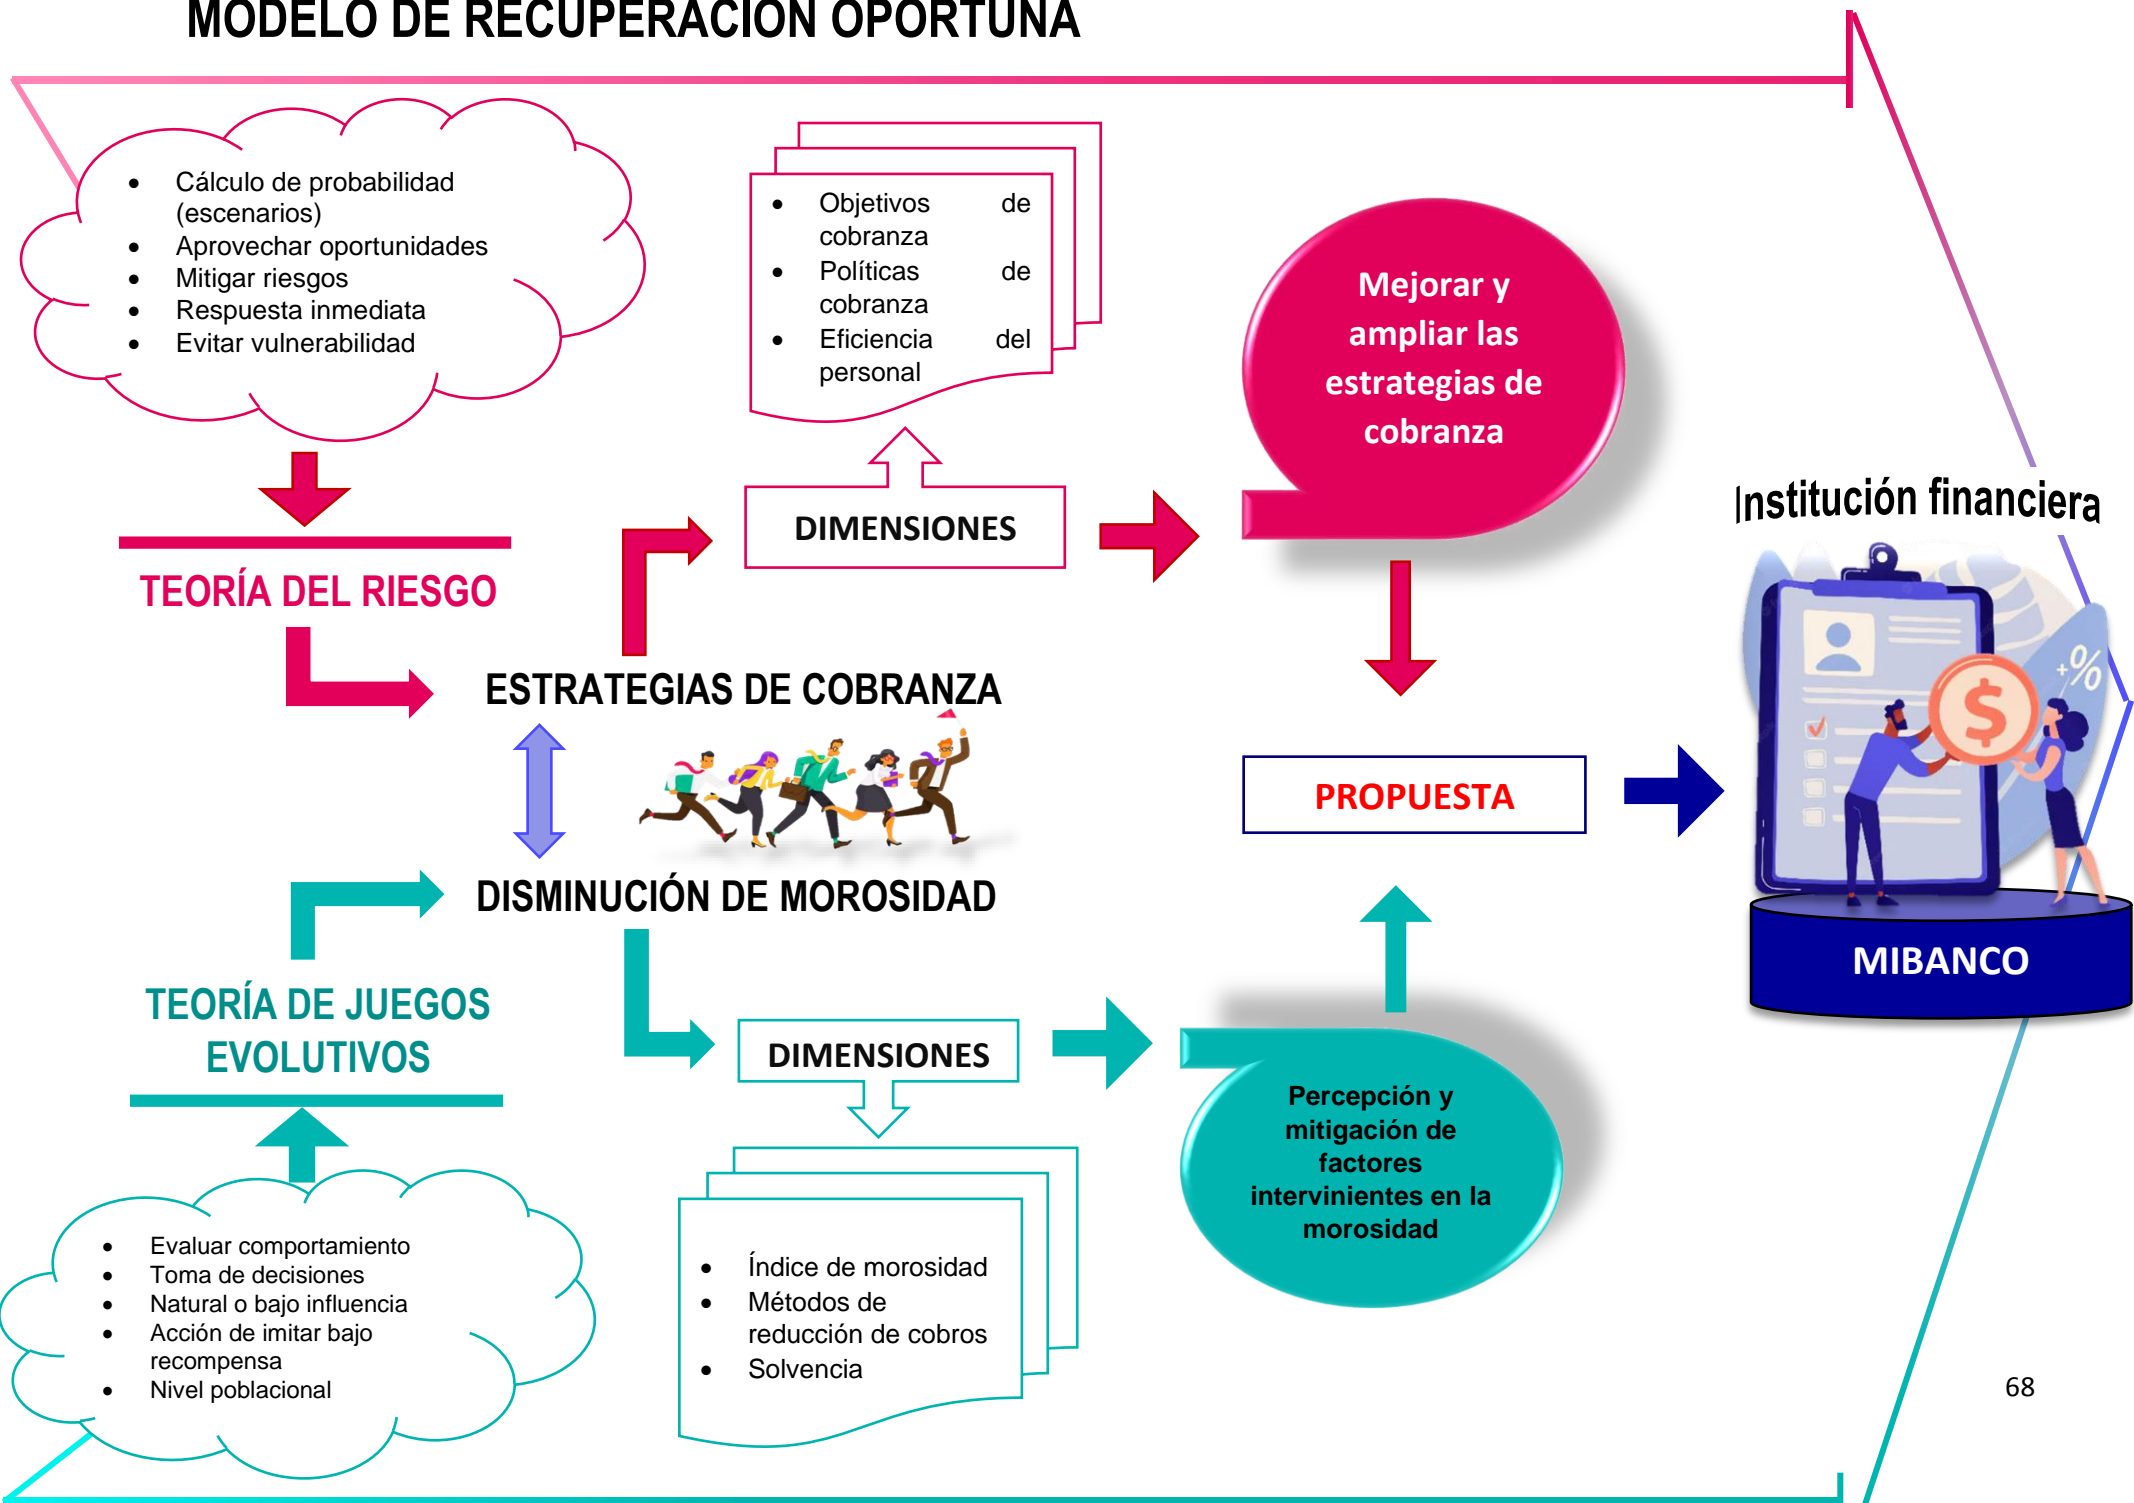 MODELO DE RECUPERACIÓN OPORTUNA
• Cálculo de probabilidad
(escenarios)
• Aprovechar oportunidades
• Mitigar riesgos
• Respuesta inmediata
• Evitar vulnerabilidad
• Objetivos de
cobranza
• Políticas de
cobranza
• Eficiencia del
personal
Mejorar y
ampliar las
estrategias de
cobranza
Institución financiera
DIMENSIONES
TEORÍA DEL RIESGO
ESTRATEGIAS DE COBRANZA
+%
$
PROPUESTA
DISMINUCIÓN DE MOROSIDAD
MIBANCO
TEORÍA DE JUEGOS
EVOLUTIVOS
DIMENSIONES
Percepción y
mitigación de
factores
intervinientes en la
morosidad
• Evaluar comportamiento
• Toma de decisiones
• Natural o bajo influencia
• Acción de imitar bajo
recompensa
• Nivel poblacional
• Índice de morosidad
• Métodos de
reducción de cobros
• Solvencia
68